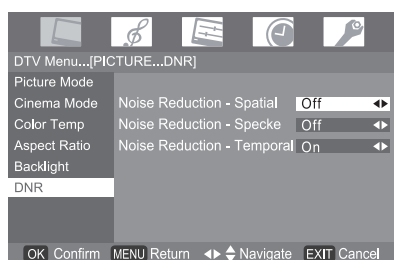 DTV Menu...[PICTURE...DNR]
Picture Mode
Cinema Mode
Noise Reduction - Spatial Off
Color Temp
Noise Reduction - Specke Off
Aspect Ratio
Noise Reduction - Temporal On
Backlight
DNR
OK Confirm MENU Return Navigate EXIT Cancel